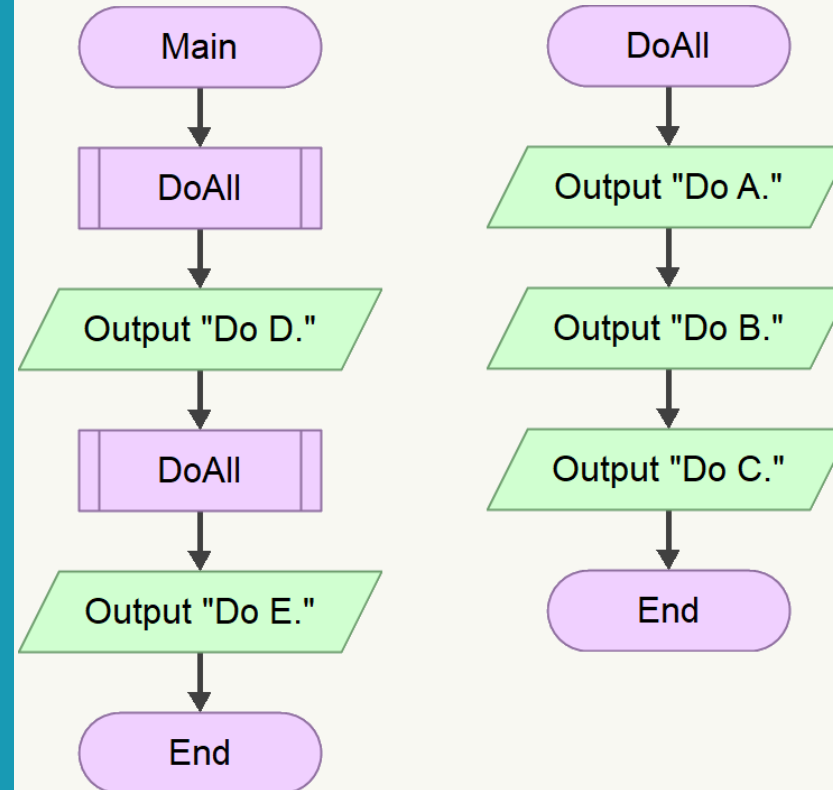 Main
DoAll
Output "Do D."
DoAll
Output "Do E."
End
DoAll
Output "Do A."
Output "Do B."
Output "Do C."
End